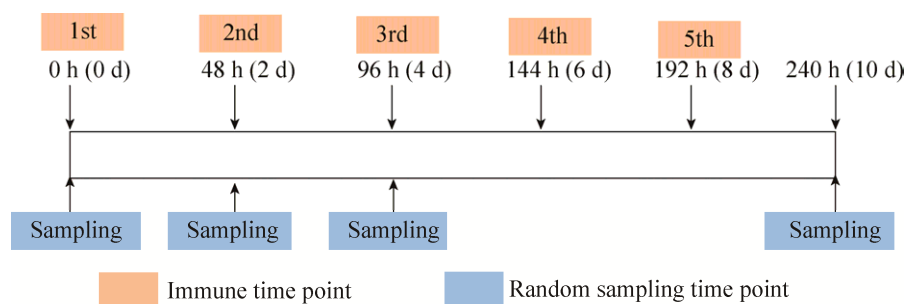 1st 2nd 3rd 4th 5th
0 h (0 d) 48 h (2 d) 96 h (4 d) 144 h (6 d) 192 h (8 d) 240 h (10 d)
Sampling Sampling Sampling Sampling
Immune time point Random sampling time point